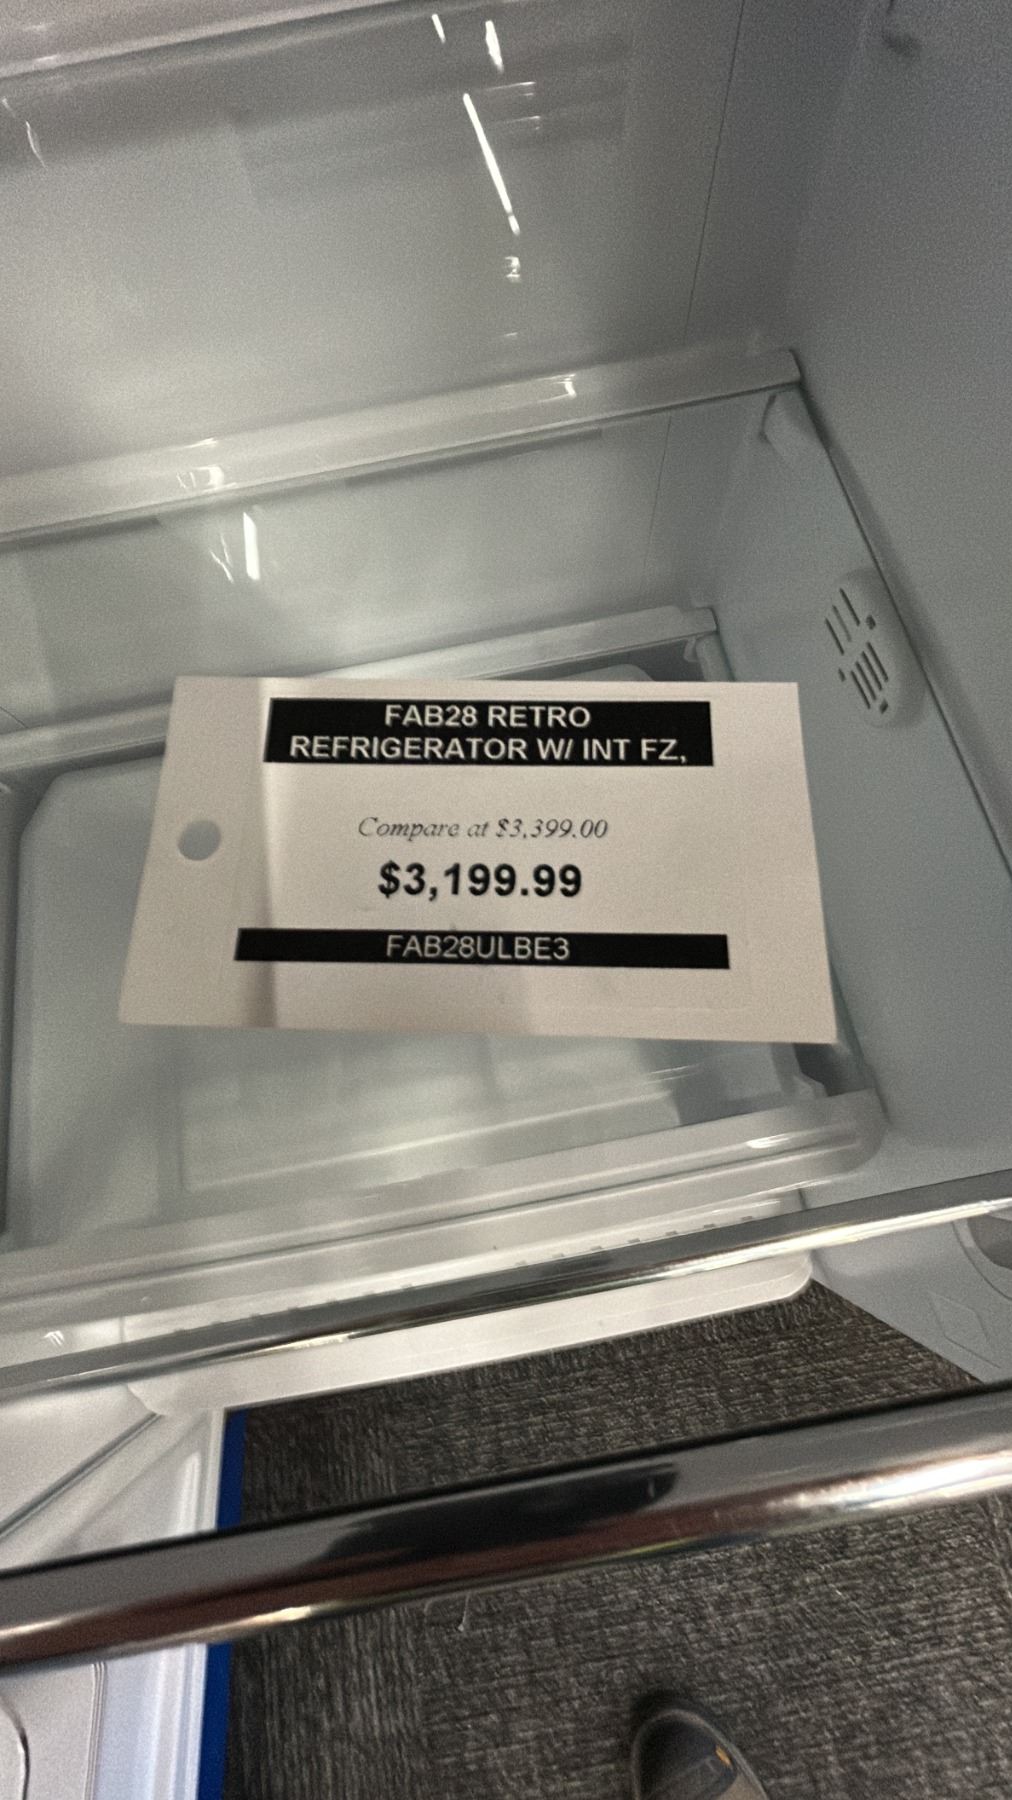 FAB28 RETRO
REFRIGERATOR W/ INT FZ,
Compare at $3,399.00
$3,199.99
FAB28ULBE3